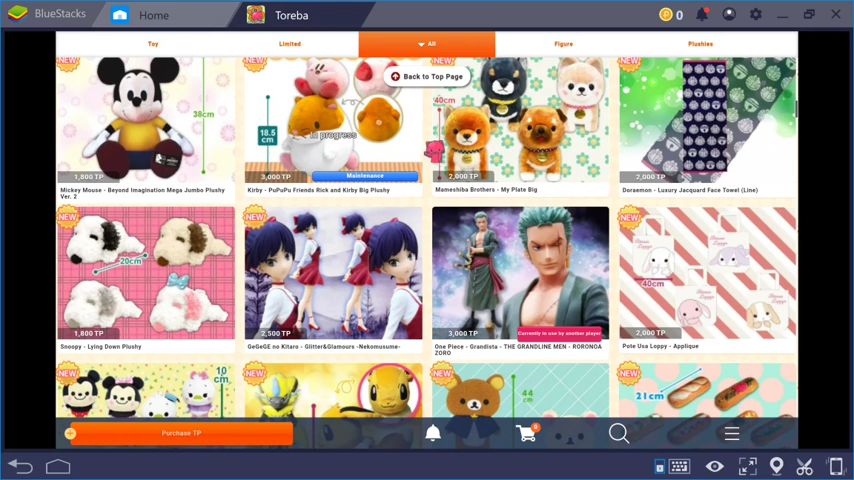 BlueStacks
Home
Toreba
0
Toy
Limited
All
Figure
Plushies
Back to Top Page
NEW
38cm
1,800 TP
Mickey Mouse - Beyond Imagination Mega Jumbo Plushy
Ver. 2
NEW
18.5
cm
In progress
3,000 TP
Maintenance
Kirby - PuPuPu Friends Rick and Kirby Big Plushy
NEW
40cm
2,000 TP
Mameshiba Brothers - My Plate Big
NEW
2,000 TP
Doraemon - Luxury Jacquard Face Towel (Line)
NEW
20cm
1,800 TP
Snoopy - Lying Down Plushy
NEW
2,500 TP
GeGeGE no Kitaro - Glitter&Glamours -Nekomusume-
3,000 TP
Currently in use by another player
One Piece - Grandista - THE GRANDLINE MEN - RORONOA
ZORO
NEW
40cm
2,000 TP
Pote Usa Loppy - Applique
NEW
10
cm
NEW
NEW
44
cm
NEW
21cm
Purchase TP
0